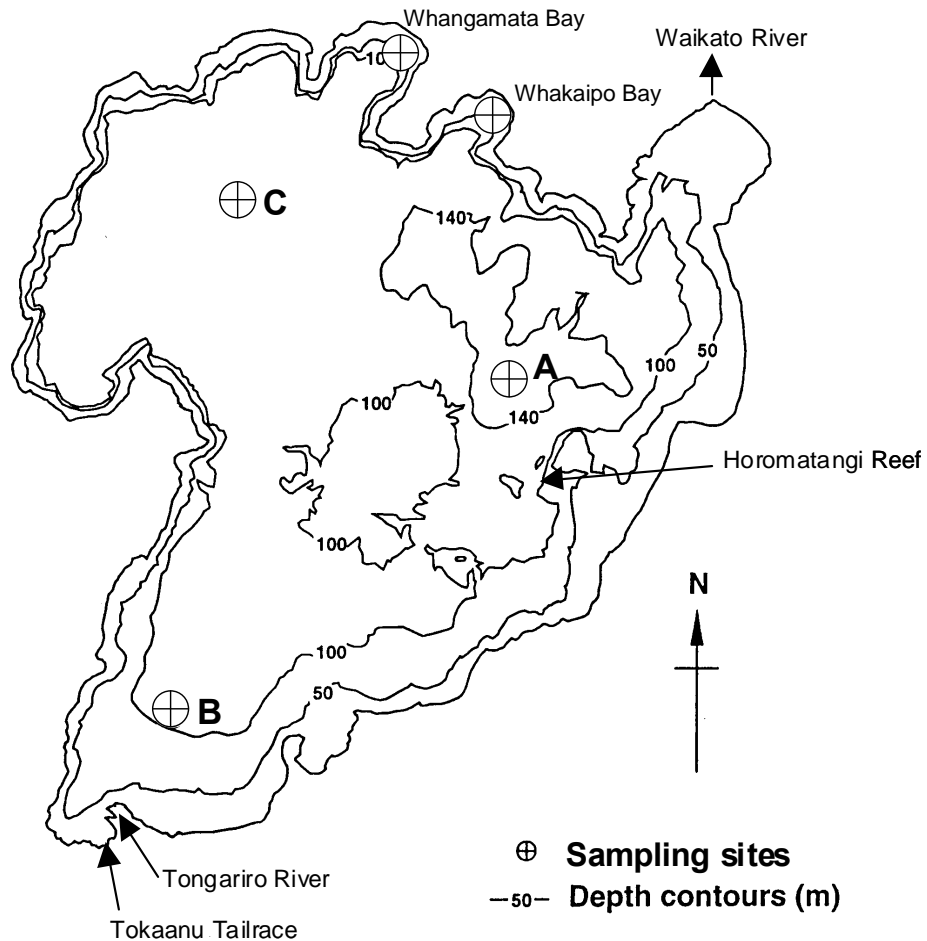 Whangamata Bay
Waikato River
10
Whakaipo Bay
C
140
A
50
100
100
140
Horomatangi Reef
100
N
100
50
B
Sampling sites
—50— Depth contours (m)
Tongariro River
Tokaanu Tailrace